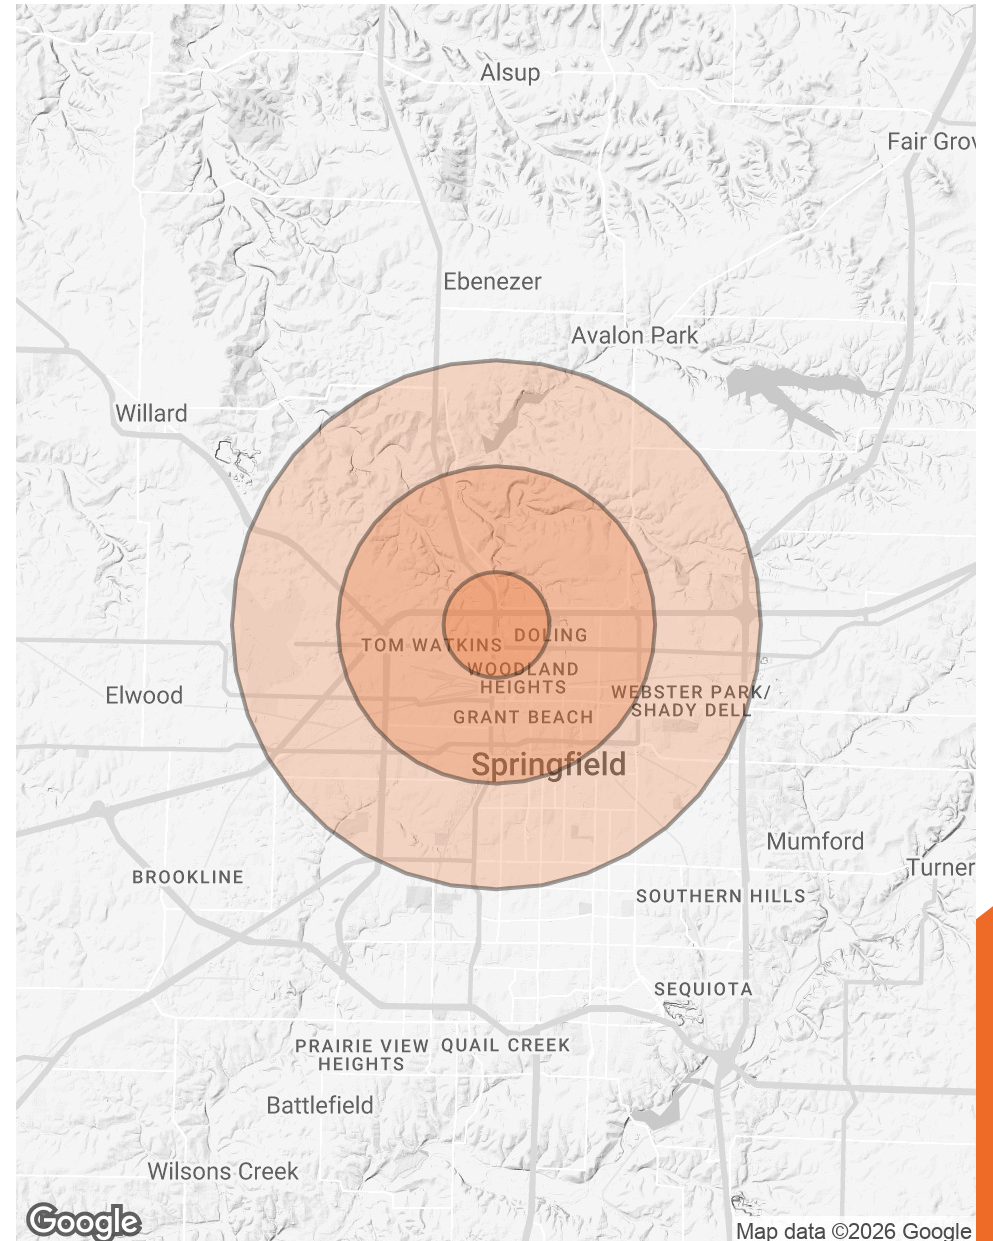 Alsup
Fair Grov
Ebenezer
Avalon Park
Willard
DOLING
TOM WATKINS
WOODLAND
HEIGHTS
WEBSTER PARK/
SHADY DELL
Elwood
GRANT BEACH
Springfield
Mumford
Turner
BROOKLINE
SOUTHERN HILLS
SEQUIOTA
PRAIRIE VIEW
HEIGHTS
QUAIL CREEK
Battlefield
Wilsons Creek
Google
Map data ©2026 Google